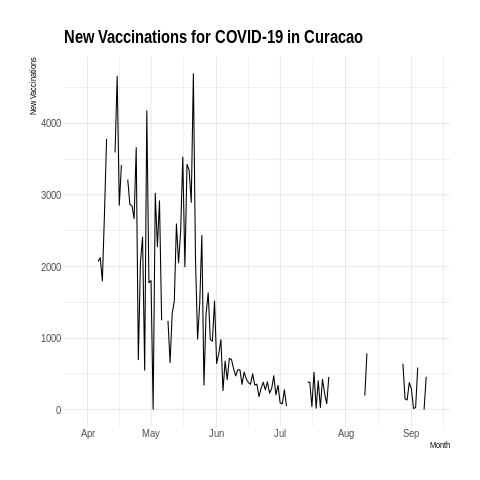 New Vaccinations for COVID-19 in Curacao
New Vaccinations
4000
3000
2000
1000
0
Apr May Jun Jul Aug Sep
Month